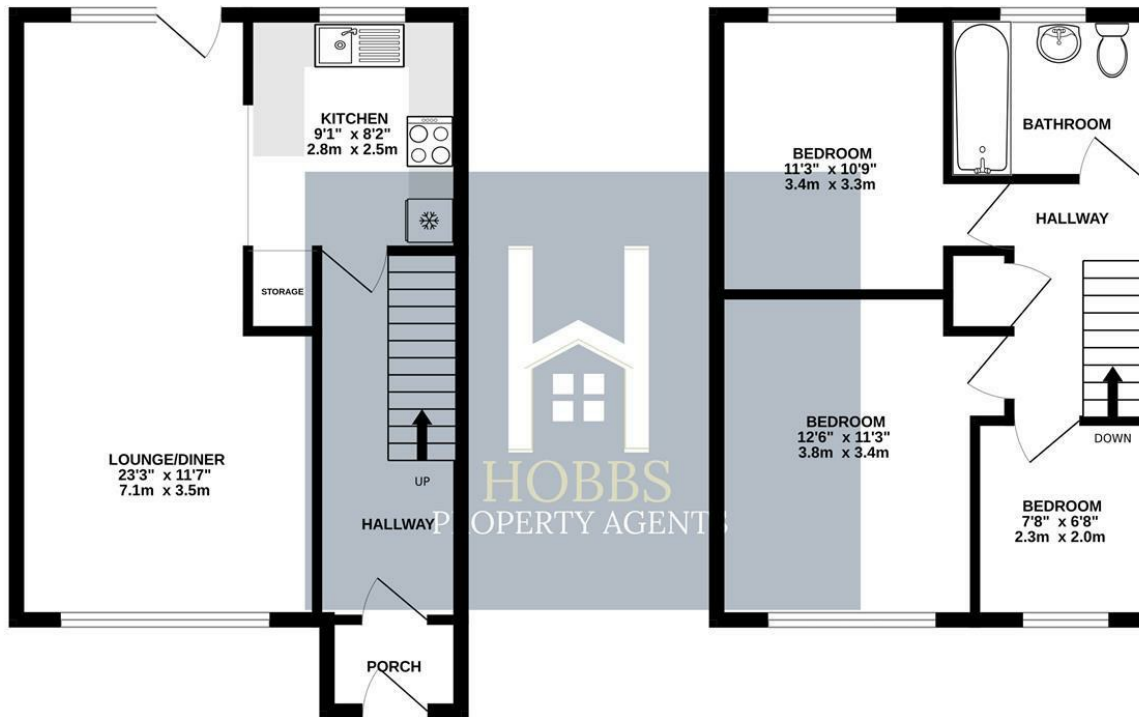 KITCHEN
9'1" x 8'2"
2.8m x 2.5m
STORAGE
LOUNGE/DINER
23'3" x 11'7"
7.1m x 3.5m
UP
HALLWAY
PORCH
HOBBS
PROPERTY AGENTS
BEDROOM
11'3" x 10'9"
3.4m x 3.3m
BATHROOM
HALLWAY
BEDROOM
12'6" x 11'3"
3.8m x 3.4m
DOWN
BEDROOM
7'8" x 6'8"
2.3m x 2.0m